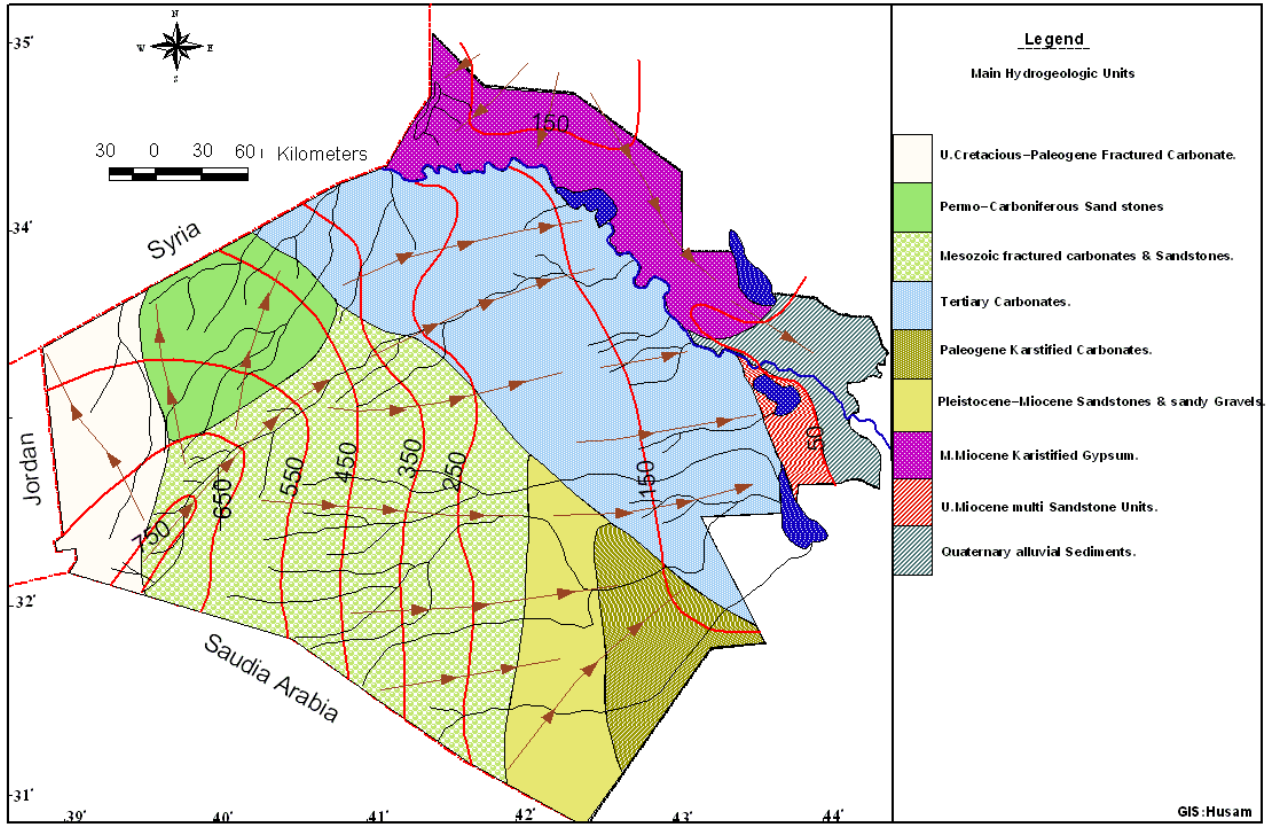 N
W E
S
35'
34'
32'
31'
39'
40'
41'
42'
43'
44'
30 0 30 60 Kilometers
Syria
Jordan
Saudia Arabia
150
750
650
550
450
350
250
150
50
Legend
Main Hydrogeologic Units
U.Cretacious-Paleogene Fractured Carbonate.
Permo-Carboniferous Sand stones
Mesozoic fractured carbonates & Sandstones.
Tertiary Carbonates.
Paleogene Karstified Carbonates.
Pleistocene-Miocene Sandstones & sandy Gravels.
M.Miocene Karistified Gypsum.
U.Miocene multi Sandstone Units.
Quaternary alluvial Sediments.
GIS:Husam